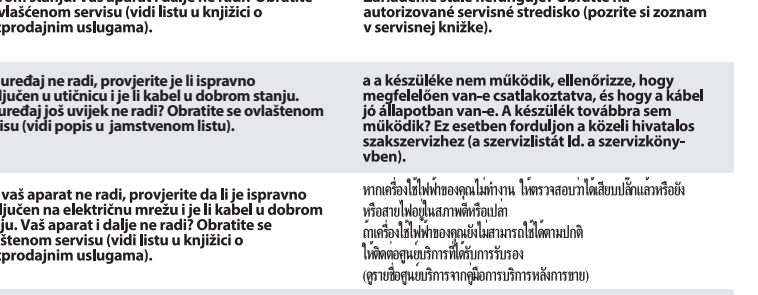 vlašćenom servisu (vidi listu u knjižici o
prodajnim uslugama).
autorizované servisné stredisko (pozrite si zoznam
v servisnej knižke).
uređaj ne radi, provjerite je li ispravno
ključen u utičnicu i je li kabel u dobrom stanju.
uređaj još uvijek ne radi? Obratite se ovlaštenom
isu (vidi popis u jamstvenom listu).
a a készüléke nem működik, ellenőrizze, hogy
megfelelően van-e csatlakoztatva, és hogy a kábel
jó állapotban van-e. A készülék továbbra sem
működik? Ez esetben forduljon a közeli hivatalos
szakszervizhez (a szervizlistát ld. a szervizköny-
vben).
vaš aparat ne radi, provjerite da li je ispravno
ključen na električnu mrežu i je li kabel u dobrom
ju. Vaš aparat i dalje ne radi? Obratite se
štenom servisu (vidi listu u knjižici o
prodajnim uslugama).
หากเครื่องใช้ไฟฟ้าของคุณไม่ทำงาน ให้ตรวจสอบว่าได้เสียบปลั๊กแล้วหรือยัง
หรือสายไฟอยู่ในสภาพดีหรือเปล่า
ถ้าเครื่องใช้ไฟฟ้าของคุณยังไม่สามารถใช้ได้ตามปกติ
ให้ติดต่อศูนย์บริการที่ได้รับการรับรอง
(ดูรายชื่อศูนย์บริการจากคู่มือการบริการหลังการขาย)